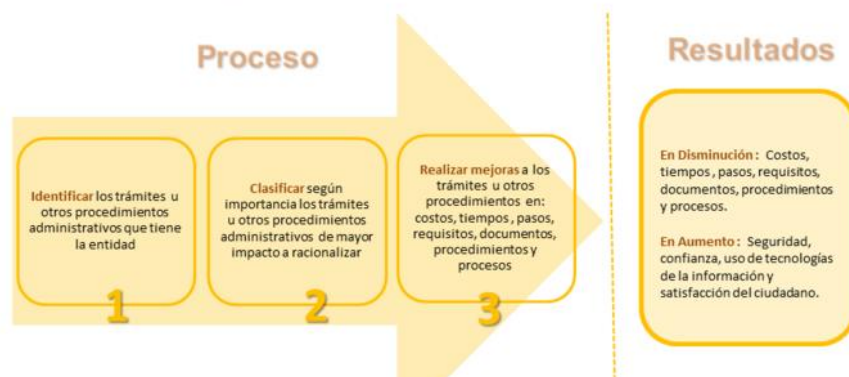 Proceso
Identificar los trámites u
otros procedimientos
administrativos que tiene
la entidad
1
Clasificar según
importancia los trámites
u otros procedimientos
administrativos de mayor
impacto a racionalizar
2
Realizar mejoras a los
trámites u otros
procedimientos en:
costos, tiempos , pasos,
requisitos, documentos,
procedimientos y
procesos
3
Resultados
En Disminución : Costos,
tiempos, pasos, requisitos,
documentos, procedimientos
y procesos.
En Aumento : Seguridad,
confianza, uso de tecnologías
de la información y
satisfacción del ciudadano.